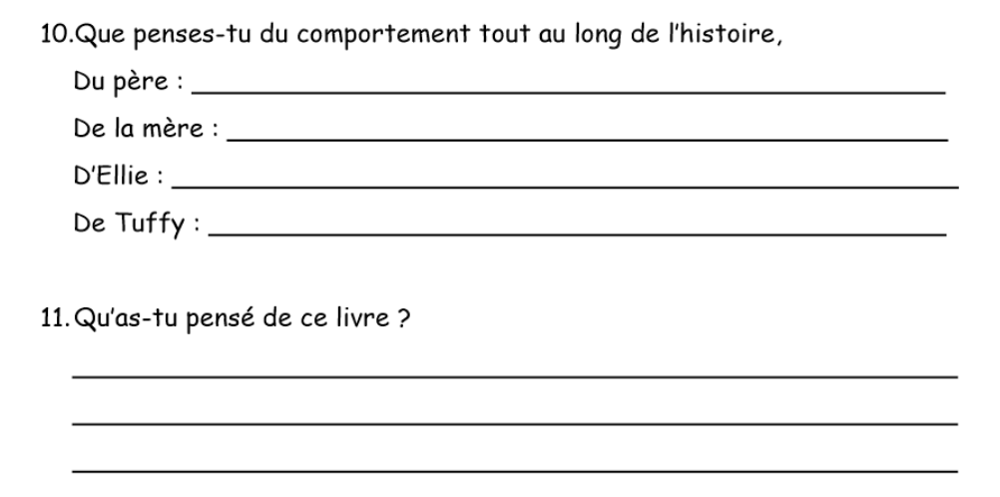 10.Que penses-tu du comportement tout au long de l'histoire,
Du père :
De la mère :
D'Ellie :
De Tuffy :
11. Qu'as-tu pensé de ce livre ?